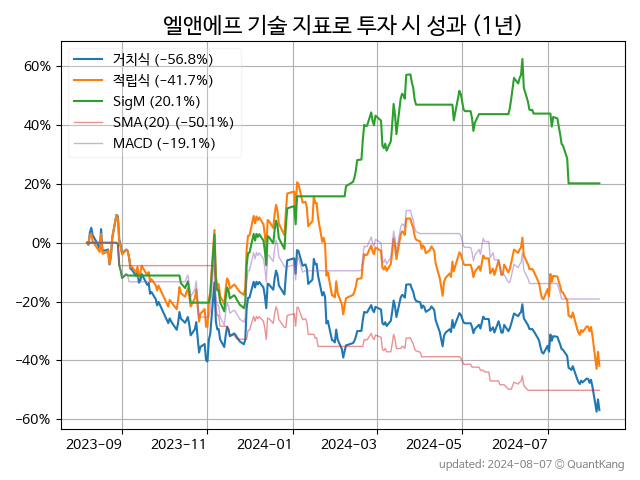 엘앤에프 기술 지표로 투자 시 성과 (1년)
거치식 (−56.8%)
적립식 (−41.7%)
SigM (20.1%)
SMA(20) (−50.1%)
MACD (−19.1%)
60%
40%
20%
0%
−20%
−40%
−60%
2023-09 2023-11 2024-01 2024-03 2024-05 2024-07
updated: 2024-08-07 ⓒ QuantKang